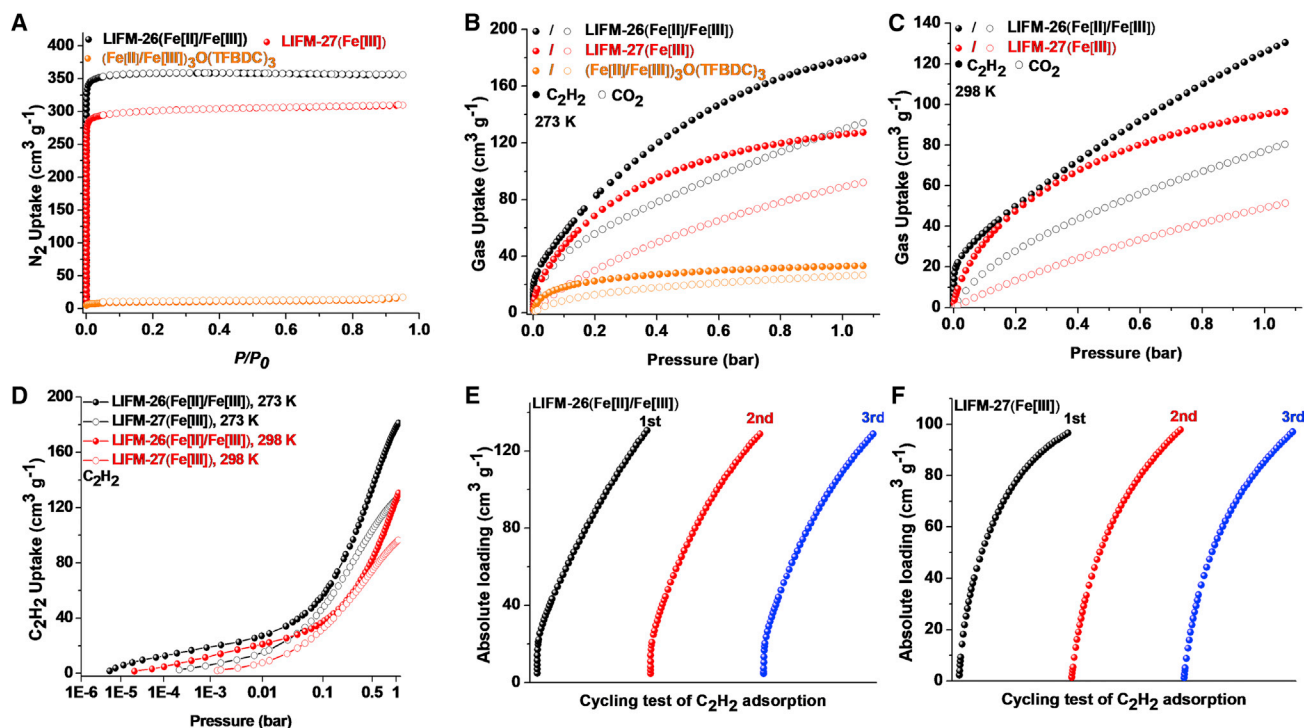 A
LIFM-26(Fe[II]/Fe[III]) LIFM-27(Fe[III])
(Fe[II]/Fe[III])₃O(TFBDC)₃
N₂ Uptake (cm³ g⁻¹)
400
350
300
250
200
150
100
50
0
0.0 0.2 0.4 0.6 0.8 1.0
P/P₀
B
/ LIFM-26(Fe[II]/Fe[III])
/ LIFM-27(Fe[III])
/ (Fe[II]/Fe[III])₃O(TFBDC)₃
C₂H₂ CO₂
273 K
Gas Uptake (cm³ g⁻¹)
200
160
120
80
40
0
0.0 0.2 0.4 0.6 0.8 1.0
Pressure (bar)
C
/ LIFM-26(Fe[II]/Fe[III])
/ LIFM-27(Fe[III])
C₂H₂ CO₂
298 K
Gas Uptake (cm³ g⁻¹)
140
120
100
80
60
40
20
0
0.0 0.2 0.4 0.6 0.8 1.0
Pressure (bar)
D
LIFM-26(Fe[II]/Fe[III]), 273 K
LIFM-27(Fe[III]), 273 K
LIFM-26(Fe[II]/Fe[III]), 298 K
LIFM-27(Fe[III]), 298 K
C₂H₂
C₂H₂ Uptake (cm³ g⁻¹)
200
160
120
80
40
0
1E-6 1E-5 1E-4 1E-3 0.01 0.1 0.5 1
Pressure (bar)
E
LIFM-26(Fe[II]/Fe[III])
1st 2nd 3rd
Absolute loading (cm³ g⁻¹)
120
80
40
0
Cycling test of C₂H₂ adsorption
F
LIFM-27(Fe[III])
1st 2nd 3rd
Absolute loading (cm³ g⁻¹)
100
80
60
40
20
0
Cycling test of C₂H₂ adsorption